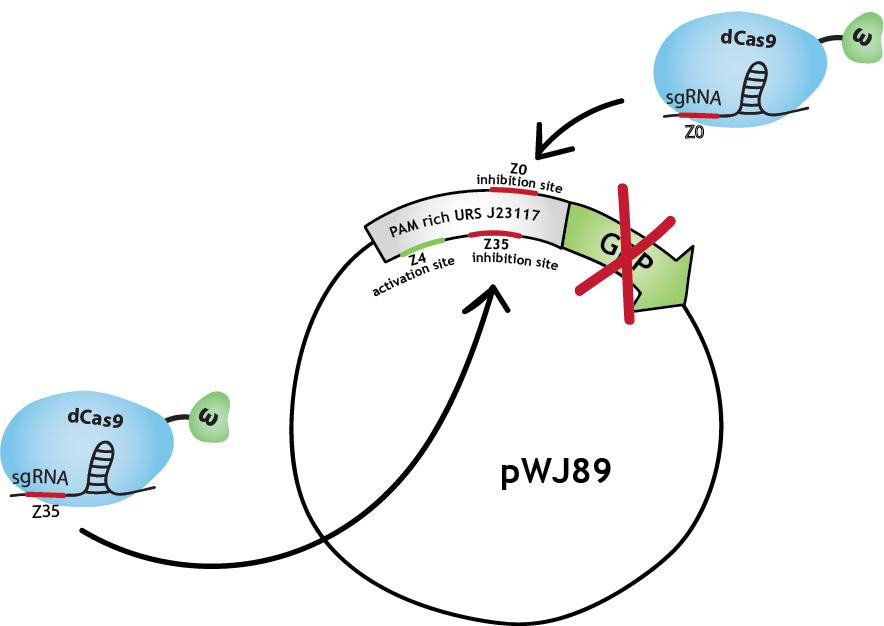 dCas9
ω
sgRNA
Z0
Z0
inhibition site
PAM rich URS J23117
GFP
Z4
activation site
Z35
inhibition site
dCas9
ω
sgRNA
Z35
pWJ89